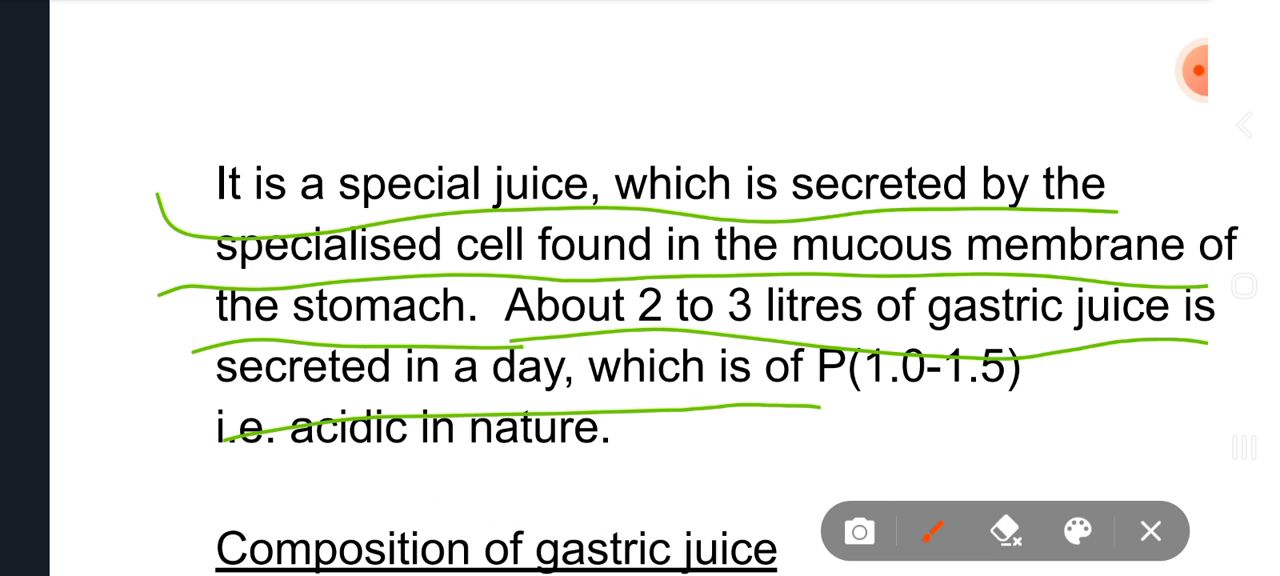 It is a special juice, which is secreted by the
specialised cell found in the mucous membrane of
the stomach.  About 2 to 3 litres of gastric juice is
secreted in a day, which is of P(1.0-1.5)
i.e. acidic in nature.
Composition of gastric juice